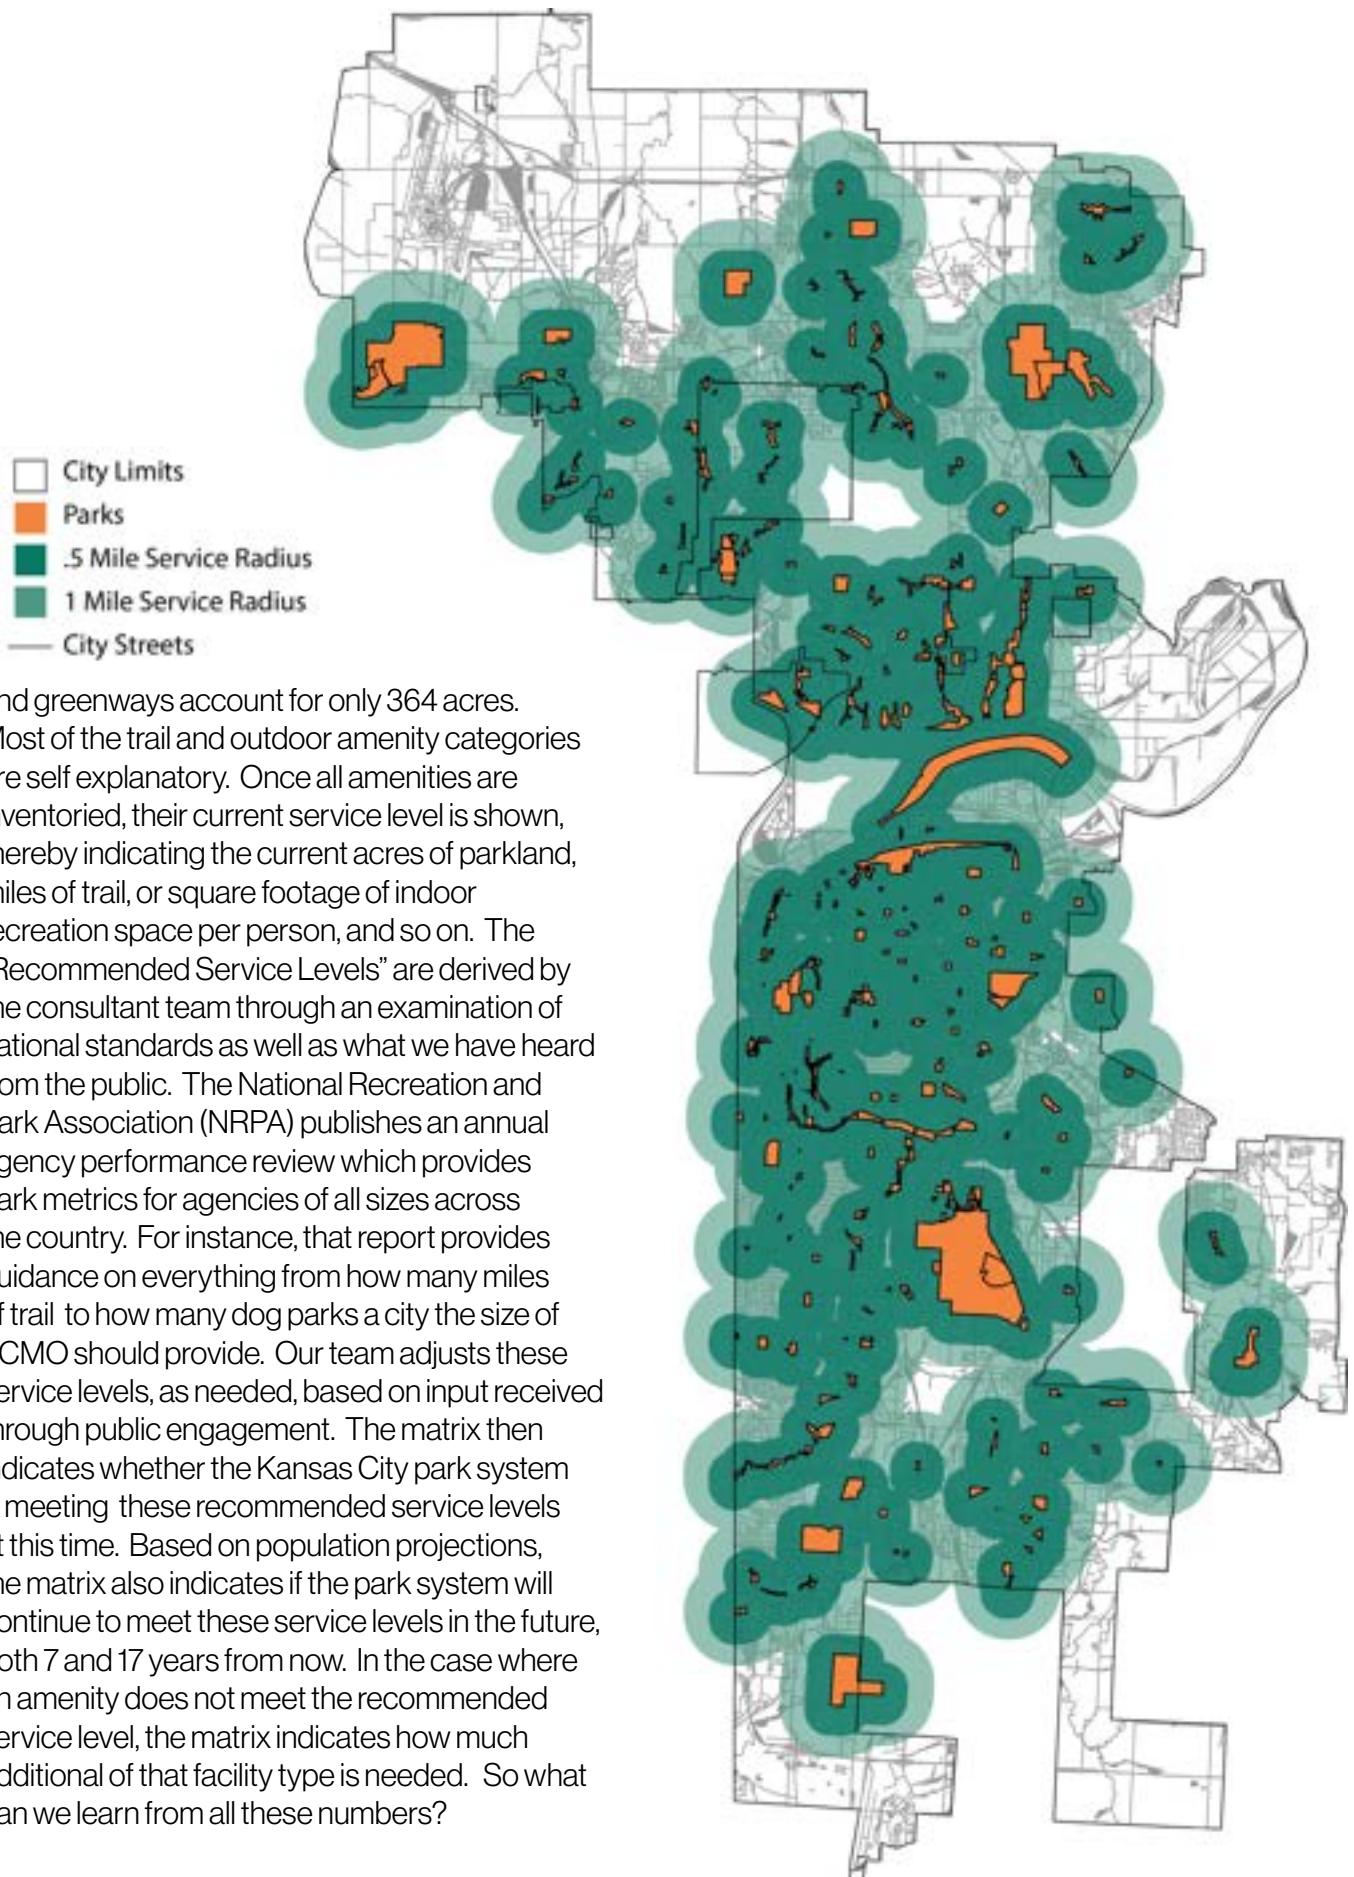 City Limits
Parks
.5 Mile Service Radius
1 Mile Service Radius
City Streets
nd greenways account for only 364 acres.
ost of the trail and outdoor amenity categories
re self explanatory.  Once all amenities are
ventoried, their current service level is shown,
hereby indicating the current acres of parkland,
iles of trail, or square footage of indoor
ecreation space per person, and so on.  The
Recommended Service Levels” are derived by
he consultant team through an examination of
ational standards as well as what we have heard
om the public.  The National Recreation and
ark Association (NRPA) publishes an annual
gency performance review which provides
ark metrics for agencies of all sizes across
he country.  For instance, that report provides
uidance on everything from how many miles
f trail  to how many dog parks a city the size of
CMO should provide.  Our team adjusts these
ervice levels, as needed, based on input received
hrough public engagement.  The matrix then
dicates whether the Kansas City park system
meeting  these recommended service levels
t this time.  Based on population projections,
he matrix also indicates if the park system will
ontinue to meet these service levels in the future,
oth 7 and 17 years from now.  In the case where
n amenity does not meet the recommended
ervice level, the matrix indicates how much
dditional of that facility type is needed.   So what
an we learn from all these numbers?